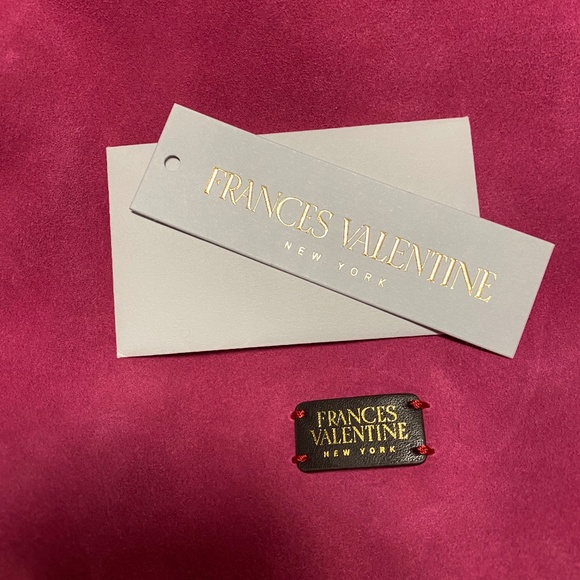 FRANCES VALENTINE
NEW YORK
FRANCES
VALENTINE
NEW YORK